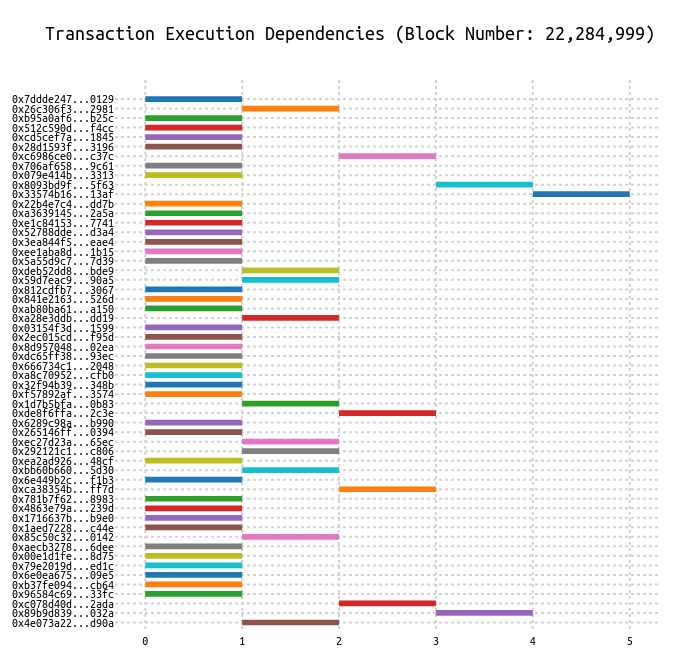 Transaction Execution Dependencies (Block Number: 22,284,999)
0x7ddde247...0129
0x26c306f3...2981
0xb95a0af6...b25c
0x512c590d...f4cc
0xcd5cef7a...1845
0x28d1593f...3196
0xc6986ce0...c37c
0x706af658...9c61
0x079e414b...3313
0x8093bd9f...5f63
0x33574b16...13af
0x22b4e7c4...dd7b
0xa3639145...2a5a
0xe1c84153...7741
0x52788dde...d3a4
0x3ea844f5...eae4
0xee1aba8d...1b15
0x5a55d9c7...7d39
0xdeb52dd8...bde9
0x59d7eac9...90a5
0x812cdfb7...3067
0x841e2163...526d
0xab80ba61...a150
0xa28e3ddb...dd19
0x03154f3d...1599
0x2ec015cd...f95d
0x8d957048...02ea
0xdc65ff38...93ec
0x666734c1...2048
0xa8c70952...cfb0
0x32f94b39...348b
0xf57892af...3574
0x1d7b5bfa...0b83
0xde8f6ffa...2c3e
0x6289c98a...b990
0x265146ff...0394
0xec27d23a...65ec
0x292121c1...c806
0xea2ad926...48cf
0xbb60b660...5d30
0x6e449b2c...f1b3
0xca38354b...ff7d
0x781b7f62...8983
0x4863e79a...239d
0x1716637b...b9e0
0x1aed7228...c44e
0x85c50c32...0142
0xaecb3278...6dee
0x00e1d1fe...8d75
0x79e2019d...ed1c
0x6e0ea675...09e5
0xb37fe094...cb64
0x96584c69...33fc
0xc078d40d...2ada
0x89b9d839...032a
0x4e073a22...d90a
0 1 2 3 4 5